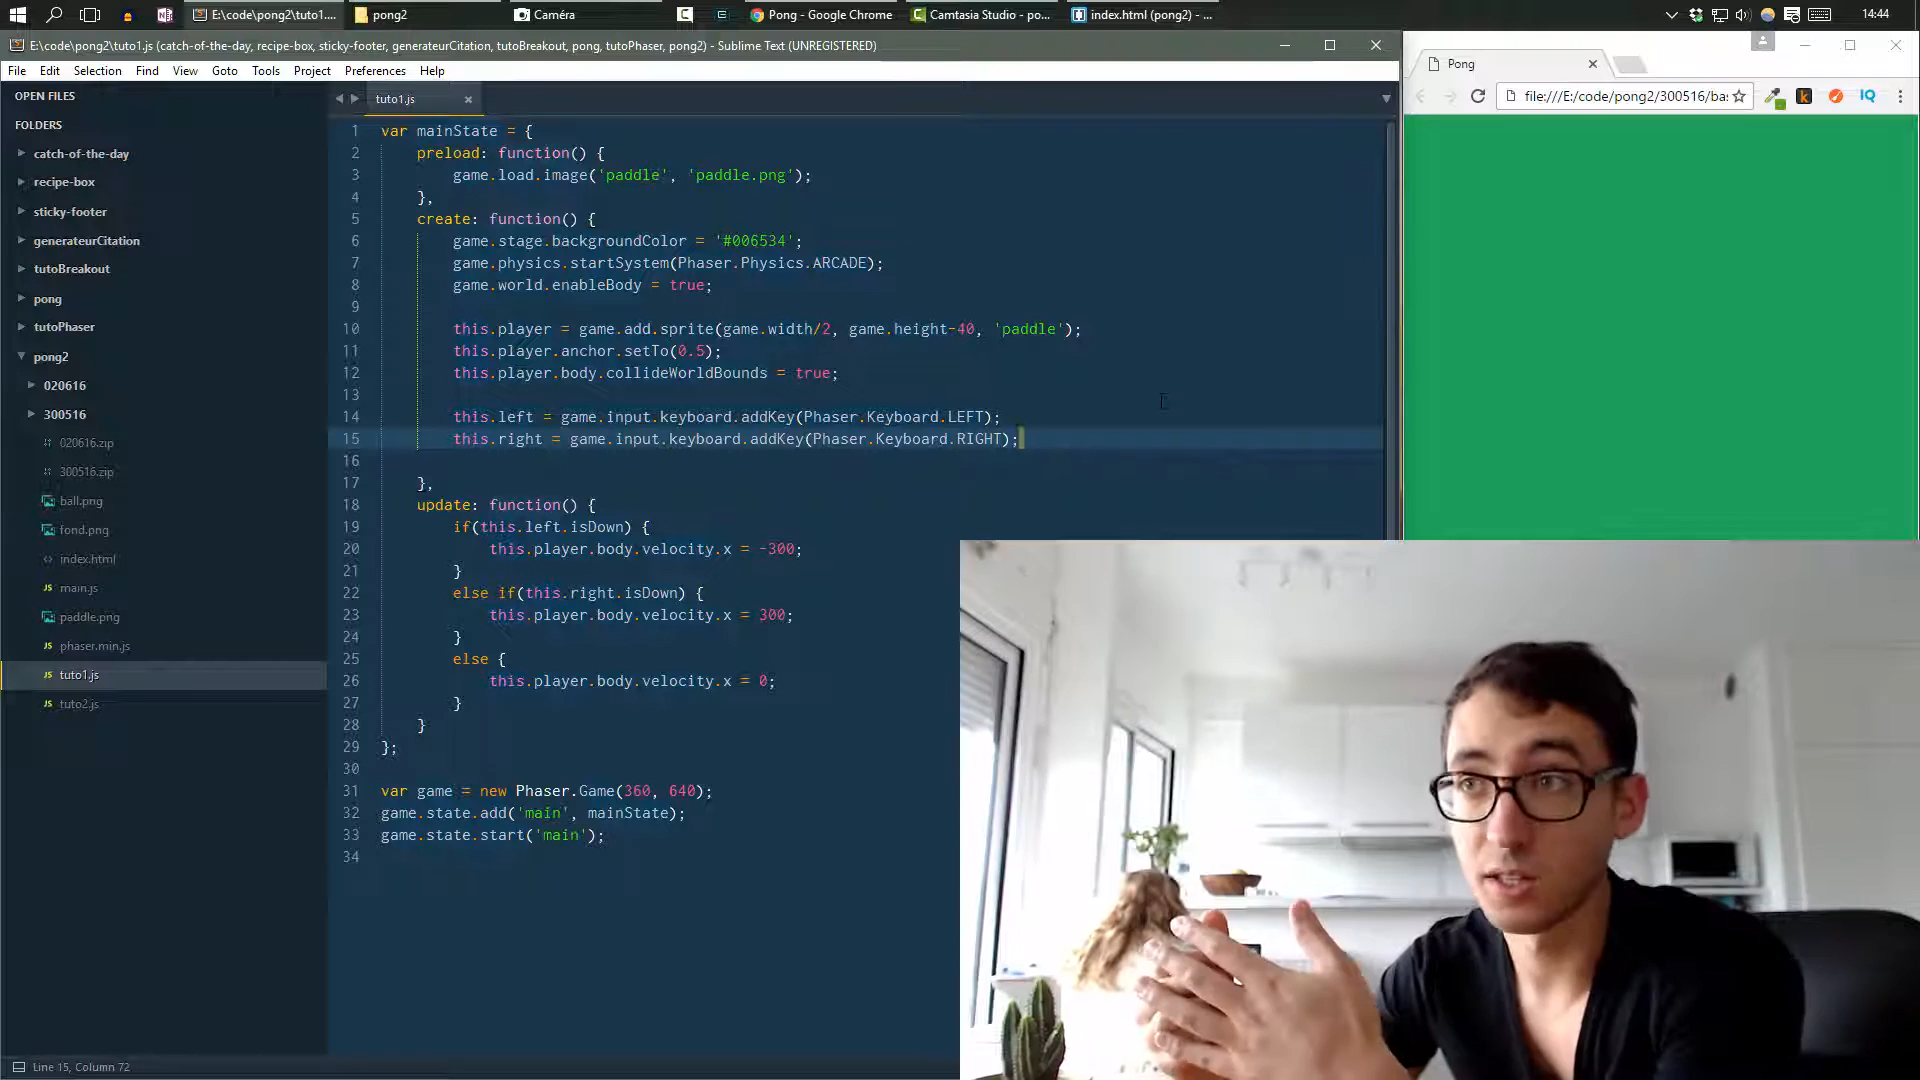 E:\code\pong2\tuto1....
pong2
Caméra
Pong - Google Chrome
Camtasia Studio - po...
index.html (pong2) - ...
14:44
E:\code\pong2\tuto1.js (catch-of-the-day, recipe-box, sticky-footer, generateurCitation, tutoBreakout, pong, tutoPhaser, pong2) - Sublime Text (UNREGISTERED)
File Edit Selection Find View Goto Tools Project Preferences Help
OPEN FILES
FOLDERS
catch-of-the-day
recipe-box
sticky-footer
generateurCitation
tutoBreakout
pong
tutoPhaser
pong2
020616
300516
020616.zip
300516.zip
ball.png
fond.png
<> index.html
JS main.js
paddle.png
JS phaser.min.js
JS tuto1.js
JS tuto2.js
tuto1.js
1 var mainState = {
2 preload: function() {
3 game.load.image('paddle', 'paddle.png');
4 },
5 create: function() {
6 game.stage.backgroundColor = '#006534';
7 game.physics.startSystem(Phaser.Physics.ARCADE);
8 game.world.enableBody = true;
9
10 this.player = game.add.sprite(game.width/2, game.height-40, 'paddle');
11 this.player.anchor.setTo(0.5);
12 this.player.body.collideWorldBounds = true;
13
14 this.left = game.input.keyboard.addKey(Phaser.Keyboard.LEFT);
15 this.right = game.input.keyboard.addKey(Phaser.Keyboard.RIGHT);
16
17 },
18 update: function() {
19 if(this.left.isDown) {
20 this.player.body.velocity.x = -300;
21 }
22 else if(this.right.isDown) {
23 this.player.body.velocity.x = 300;
24 }
25 else {
26 this.player.body.velocity.x = 0;
27 }
28 }
29 };
30
31 var game = new Phaser.Game(360, 640);
32 game.state.add('main', mainState);
33 game.state.start('main');
34
Line 15, Column 72
Pong
file:///E:/code/pong2/300516/ba
k
IQ